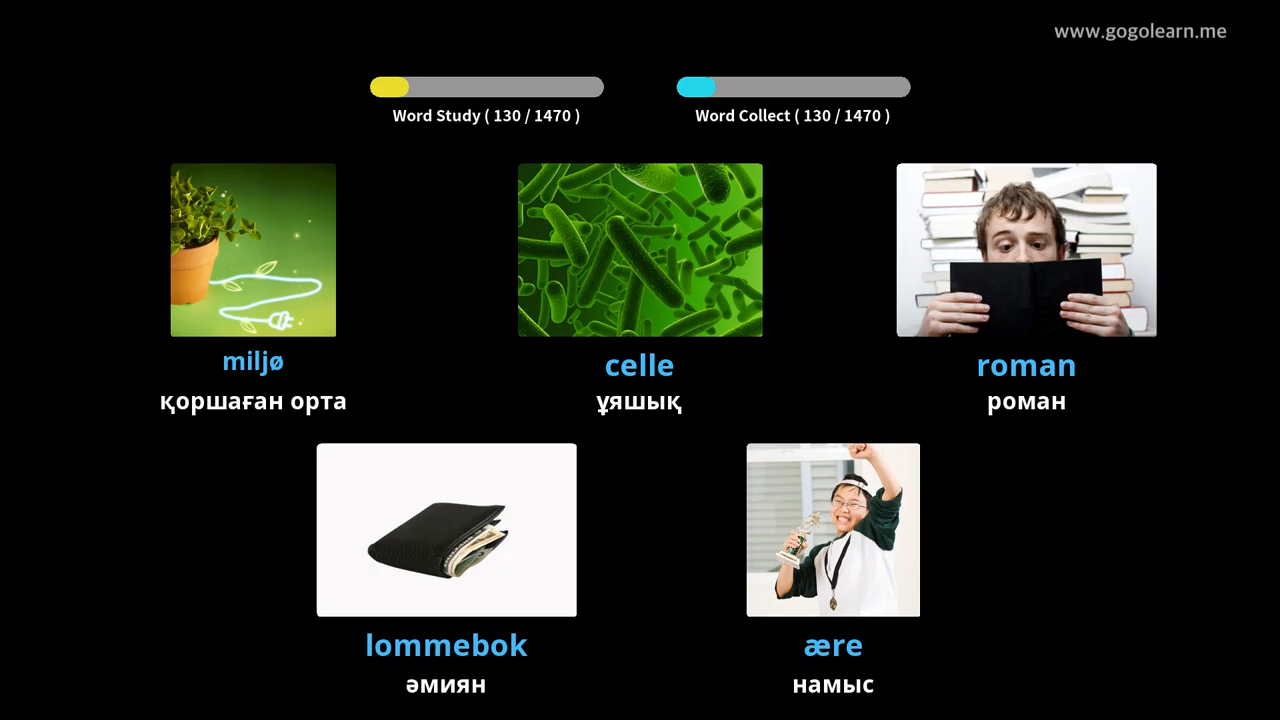 www.gogolearn.me
Word Study ( 130 / 1470 )
Word Collect ( 130 / 1470 )
miljø
celle
roman
қоршаған орта
ұяшық
роман
lommebok
ære
әмиян
намыс